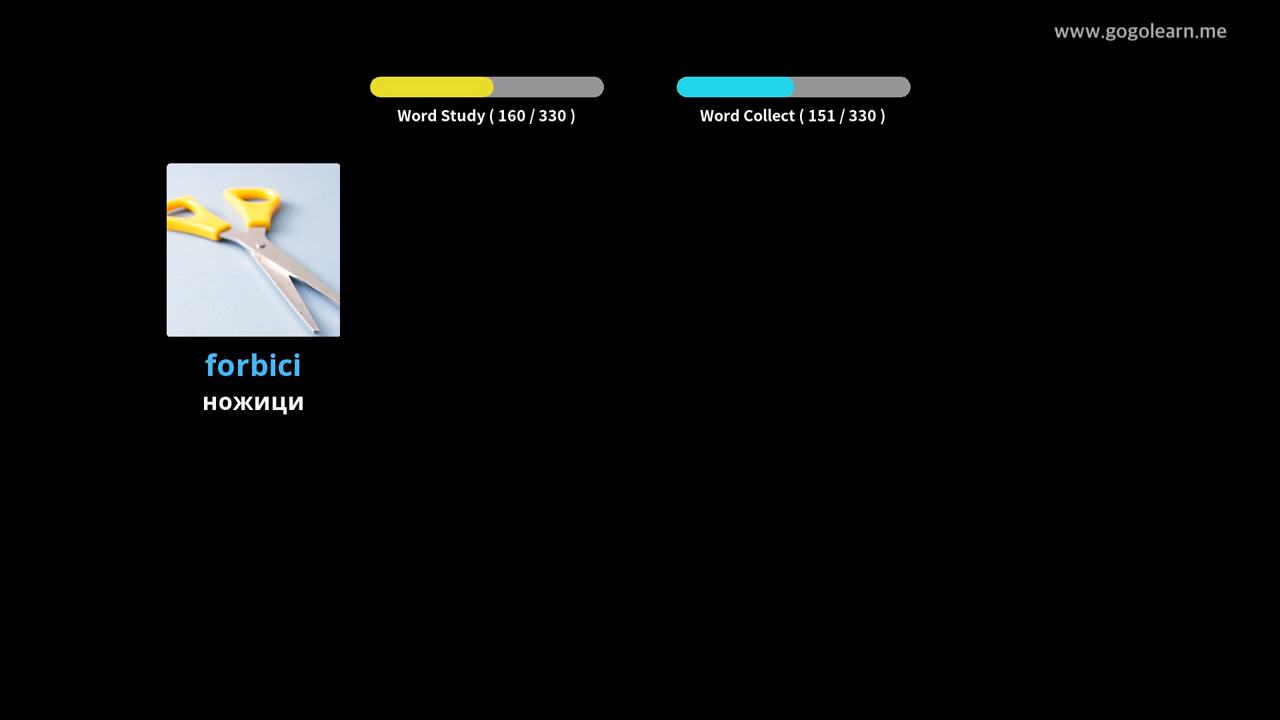 www.gogolearn.me
Word Study ( 160 / 330 )
Word Collect ( 151 / 330 )
forbici
ножици